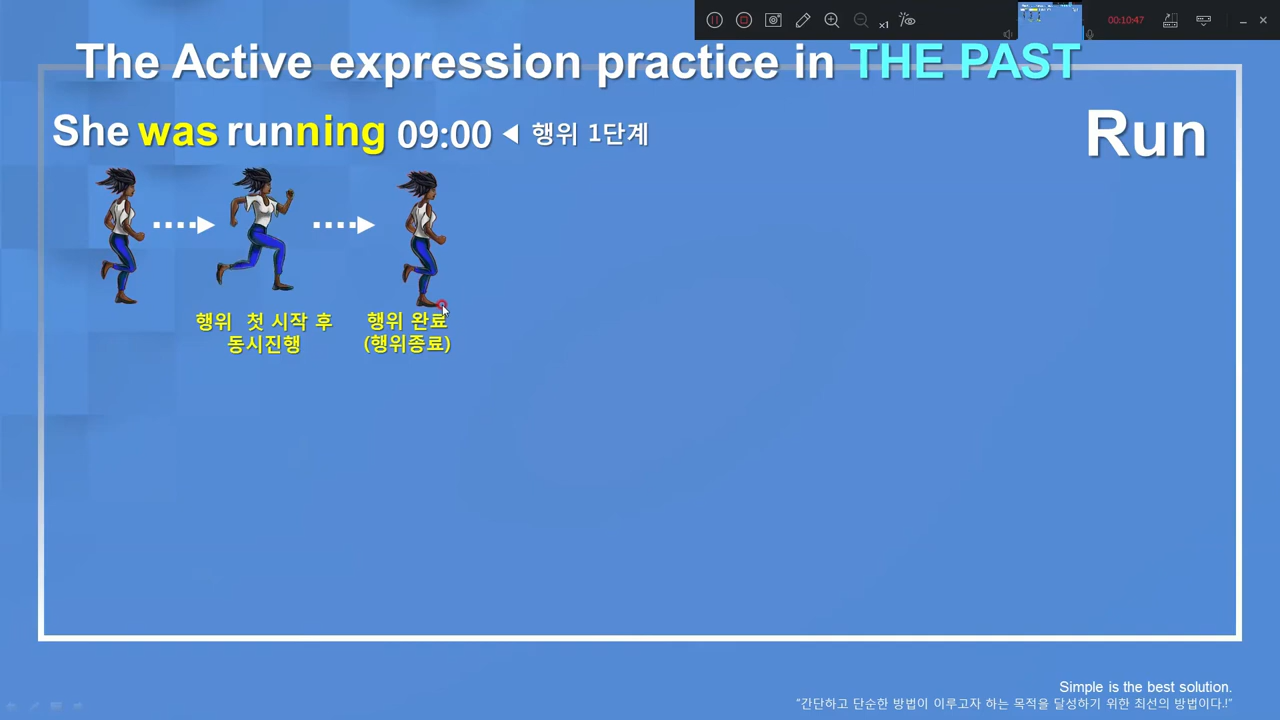 x1
00:10:47
The Active expression practice in THE PAST
She was running 09:00 ◀ 행위 1단계
Run
행위 첫 시작 후
동시진행
행위 완료
(행위종료)
Simple is the best solution.
"간단하고 단순한 방법이 이루고자 하는 목적을 달성하기 위한 최선의 방법이다.!"